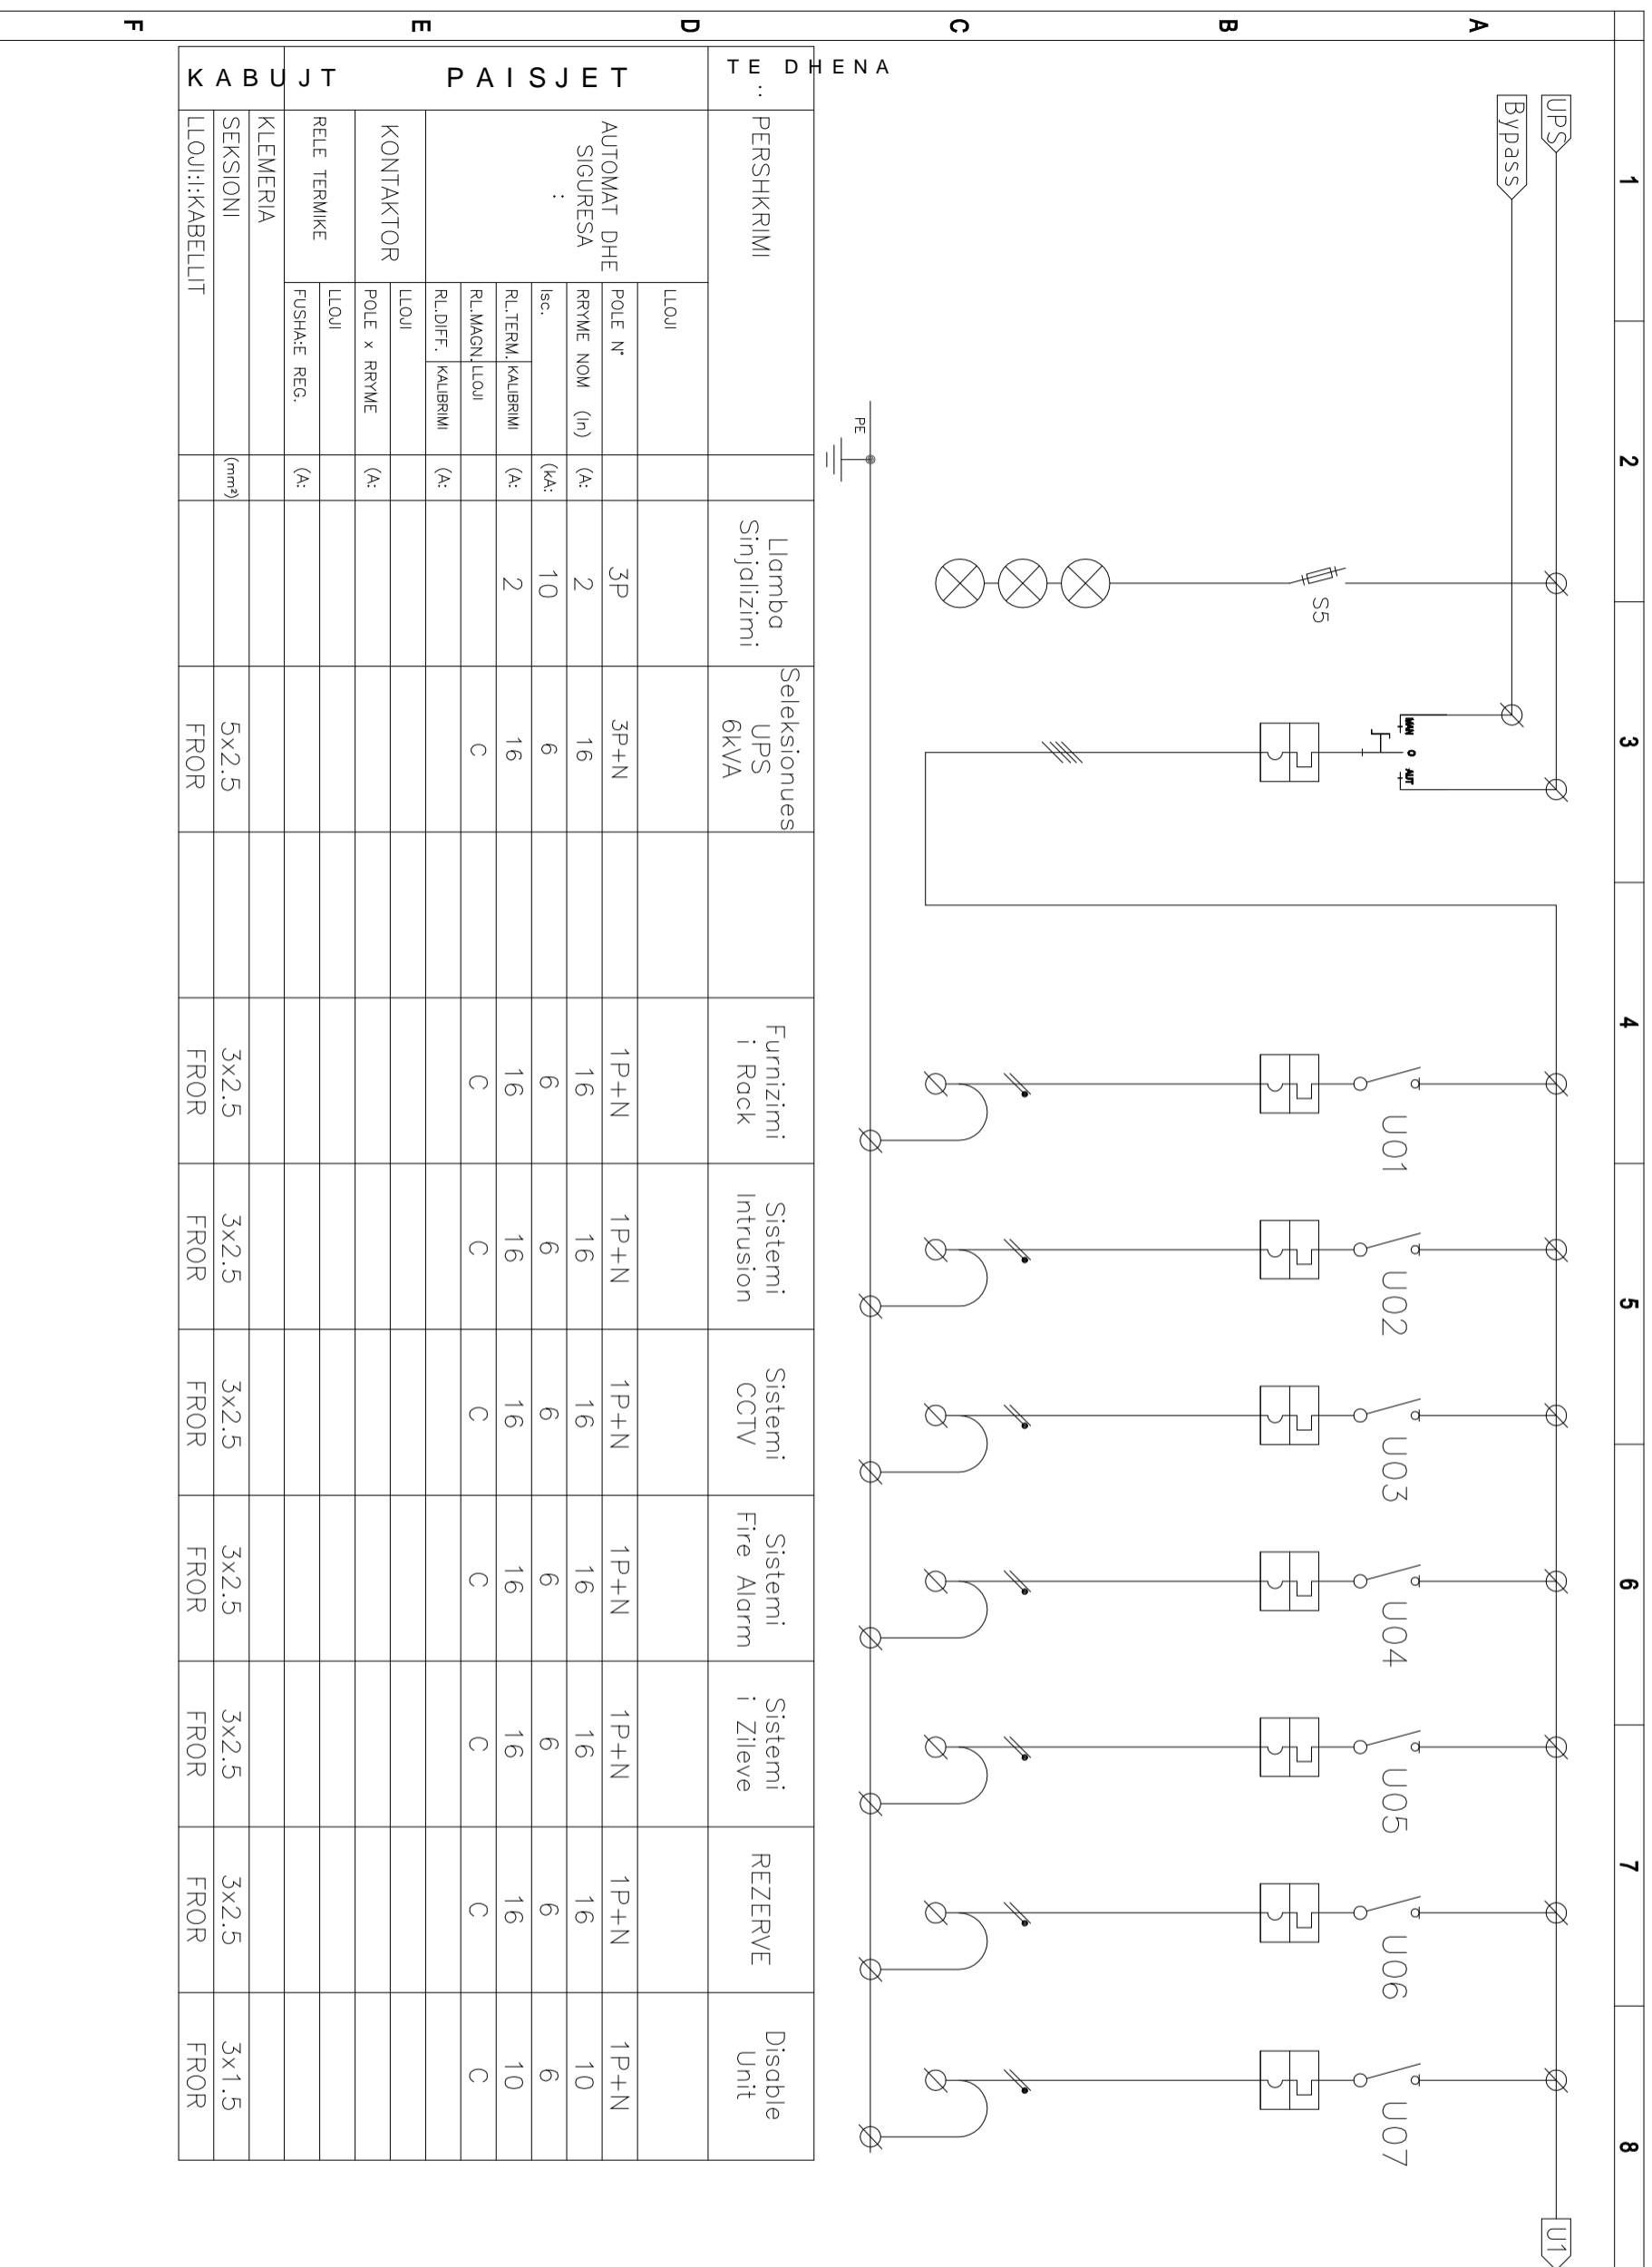 1 2 3 4 5 6 7 8
A
B
C
D
E
F
UPS
Bypass
U1
S5
MAN O AUT
U01 U02 U03 U04 U05 U06 U07
PE
TE DHENA
:
PERSHKRIMI
Llamba
Sinjalizimi
Seleksionues
UPS
6kVA
Furnizimi
i Rack
Sistemi
Intrusion
Sistemi
CCTV
Sistemi
Fire Alarm
Sistemi
i Zileve
REZERVE
Disable
Unit
PAISJET
AUTOMAT DHE
SIGURESA
:
LLOJI
POLE N° 3P 3P+N 1P+N 1P+N 1P+N 1P+N 1P+N 1P+N 1P+N
RRYME NOM (In) (A: 2 16 16 16 16 16 16 16 10
Isc. (kA: 10 6 6 6 6 6 6 6 6
RL.TERM. KALIBRIMI (A: 2 16 16 16 16 16 16 16 10
RL.MAGN. LLOJI C C C C C C C C
RL.DIFF. KALIBRIMI (A:
KONTAKTOR
LLOJI
POLE x RRYME (A:
RELE TERMIKE
LLOJI
FUSHA:E REG. (A:
KABUJT
KLEMERIA
SEKSIONI (mm²) 5x2.5 3x2.5 3x2.5 3x2.5 3x2.5 3x2.5 3x2.5 3x1.5
LLOJI:I:KABELLIT FROR FROR FROR FROR FROR FROR FROR FROR